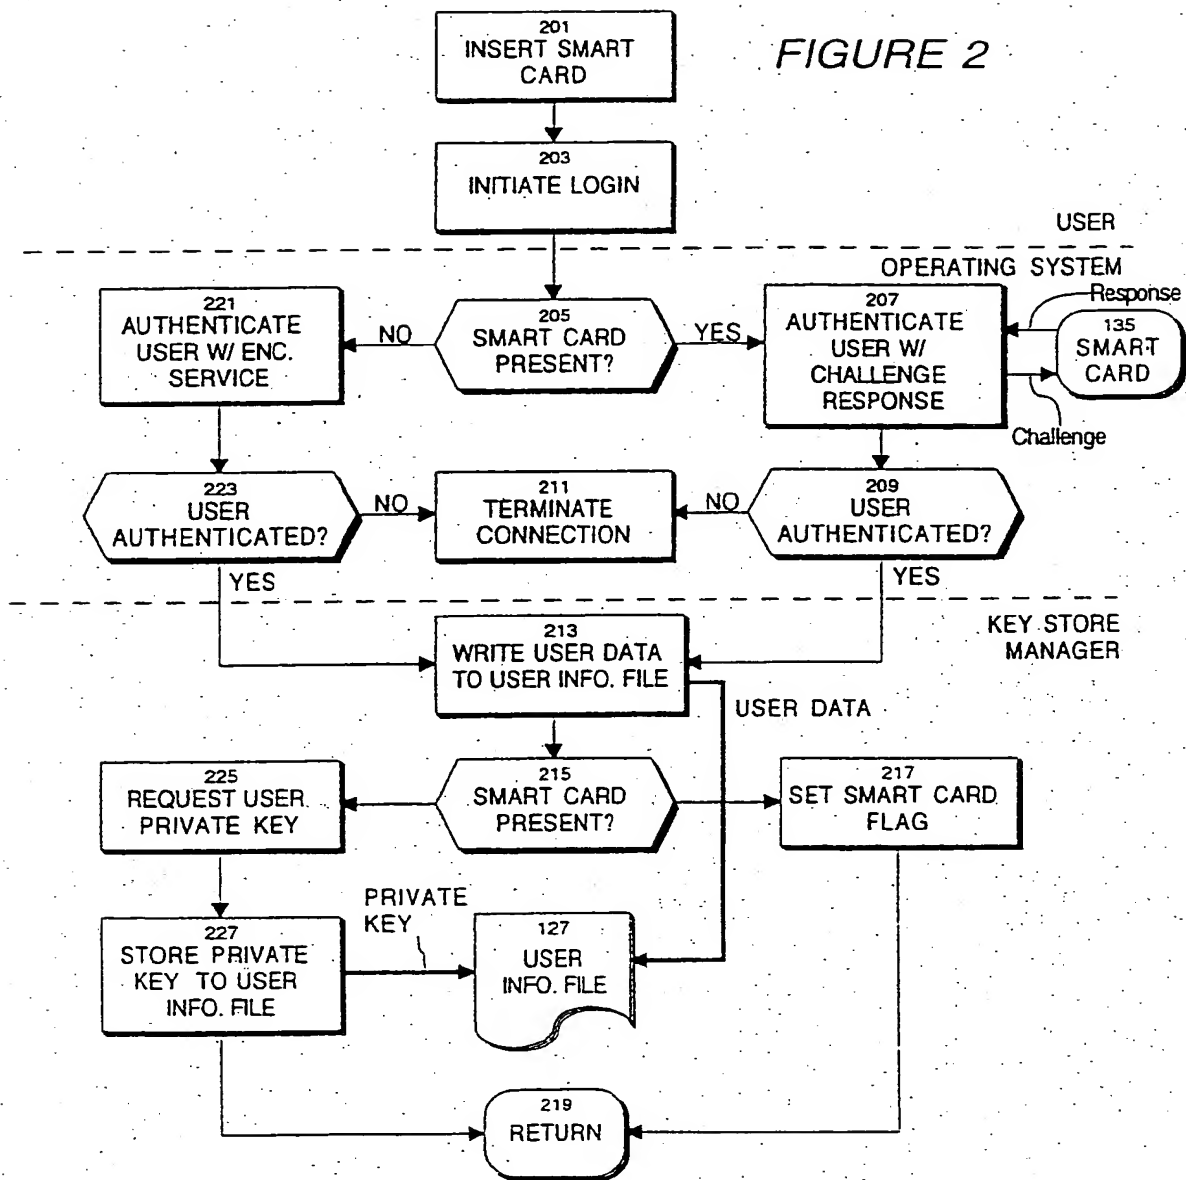 FIGURE 2
201
INSERT SMART
CARD
203
INITIATE LOGIN
USER
OPERATING SYSTEM
221
AUTHENTICATE
USER W/ ENC.
SERVICE
NO
205
SMART CARD
PRESENT?
YES
207
AUTHENTICATE
USER W/
CHALLENGE
RESPONSE
Response
135
SMART
CARD
Challenge
223
USER
AUTHENTICATED?
NO
211
TERMINATE
CONNECTION
NO
209
USER
AUTHENTICATED?
YES
YES
KEY STORE
MANAGER
213
WRITE USER DATA
TO USER INFO. FILE
USER DATA
225
REQUEST USER
PRIVATE KEY
215
SMART CARD
PRESENT?
217
SET SMART CARD
FLAG
PRIVATE
KEY
227
STORE PRIVATE
KEY TO USER
INFO. FILE
127
USER
INFO. FILE
219
RETURN